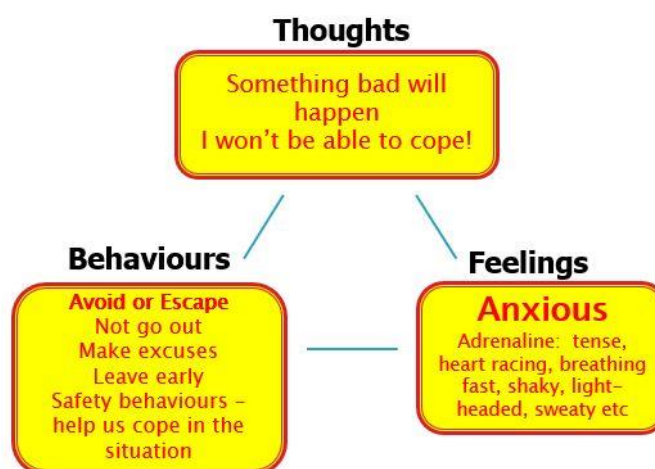 Thoughts
Something bad will
happen
I won't be able to cope!
Behaviours
Avoid or Escape
Not go out
Make excuses
Leave early
Safety behaviours –
help us cope in the
situation
Feelings
Anxious
Adrenaline: tense,
heart racing, breathing
fast, shaky, light-
headed, sweaty etc